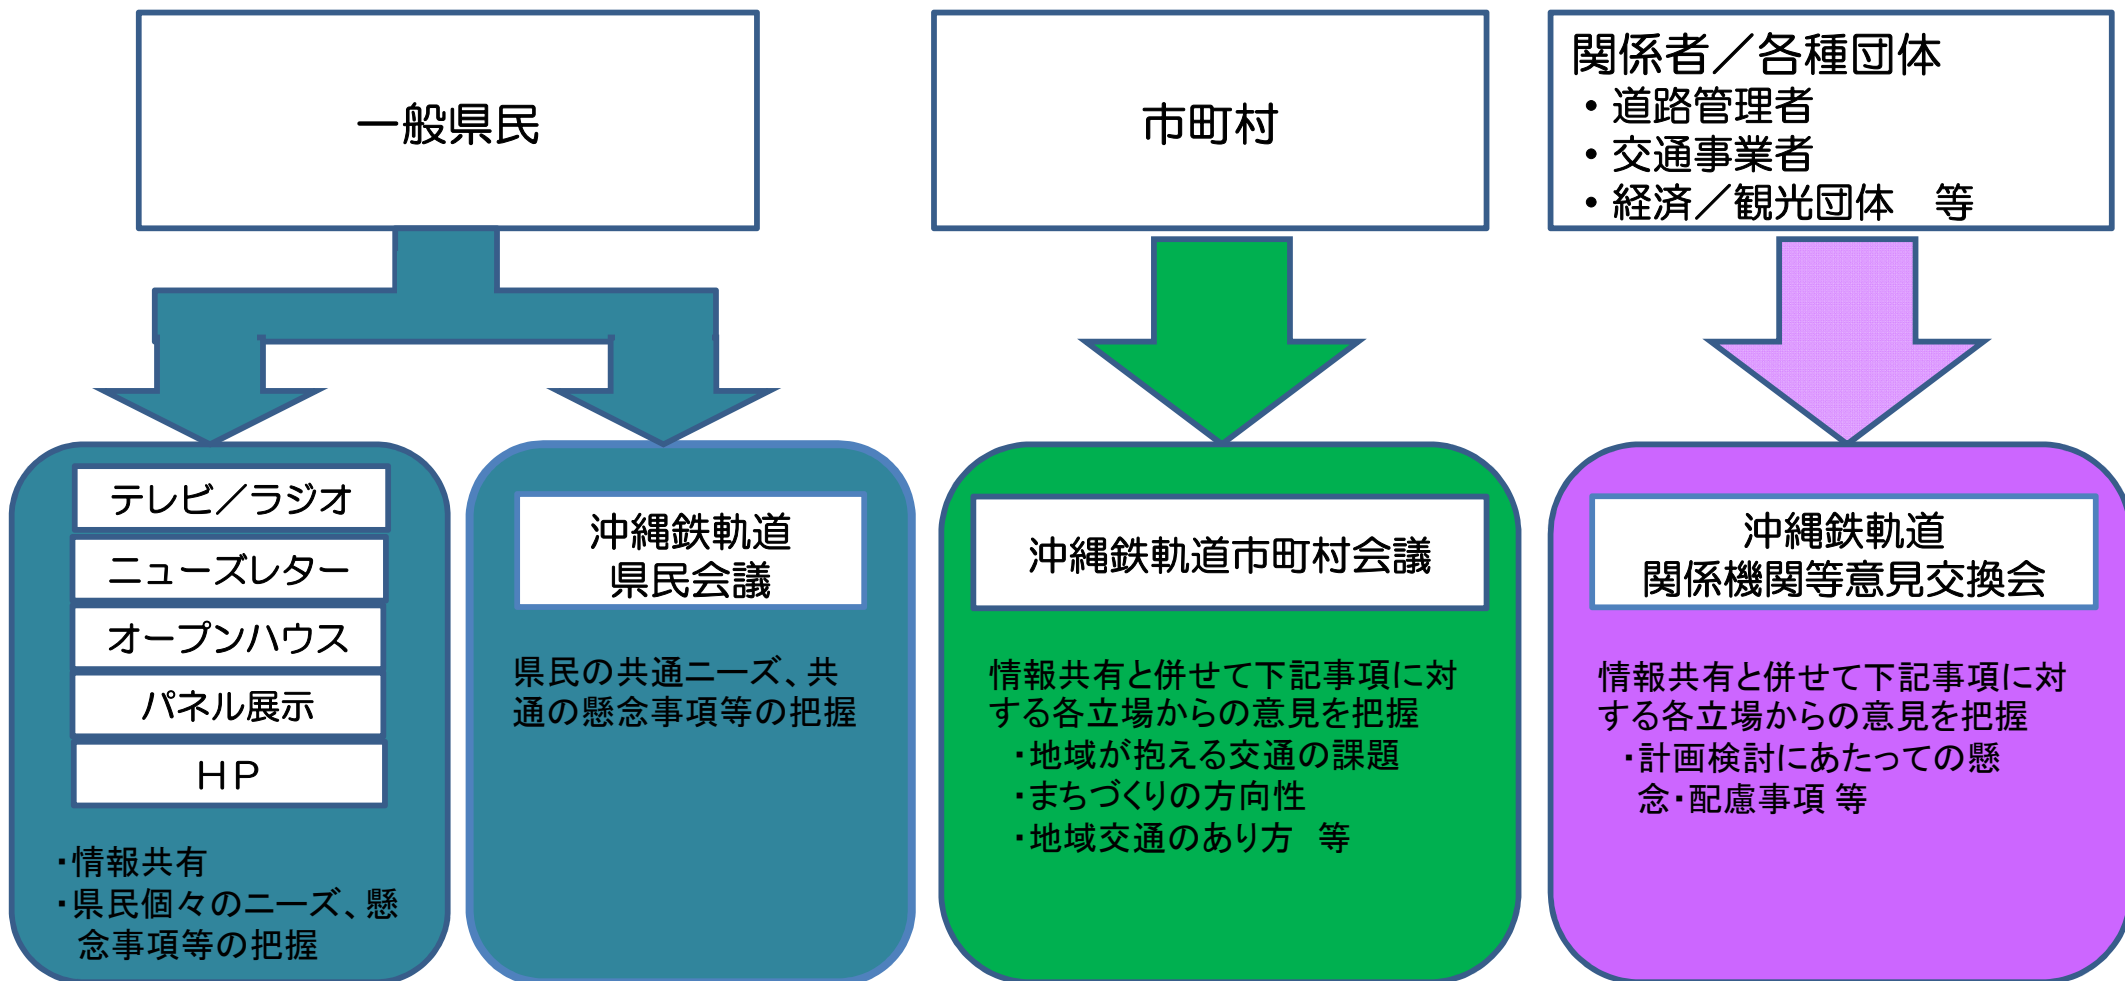 一般県民
市町村
関係者／各種団体
・道路管理者
・交通事業者
・経済／観光団体　等
テレビ／ラジオ
ニューズレター
オープンハウス
パネル展示
ＨＰ
・情報共有
・県民個々のニーズ、懸
念事項等の把握
沖縄鉄軌道
県民会議
県民の共通ニーズ、共
通の懸念事項等の把握
沖縄鉄軌道市町村会議
情報共有と併せて下記事項に対
する各立場からの意見を把握
・地域が抱える交通の課題
・まちづくりの方向性
・地域交通のあり方　等
沖縄鉄軌道
関係機関等意見交換会
情報共有と併せて下記事項に対
する各立場からの意見を把握
・計画検討にあたっての懸
念・配慮事項 等